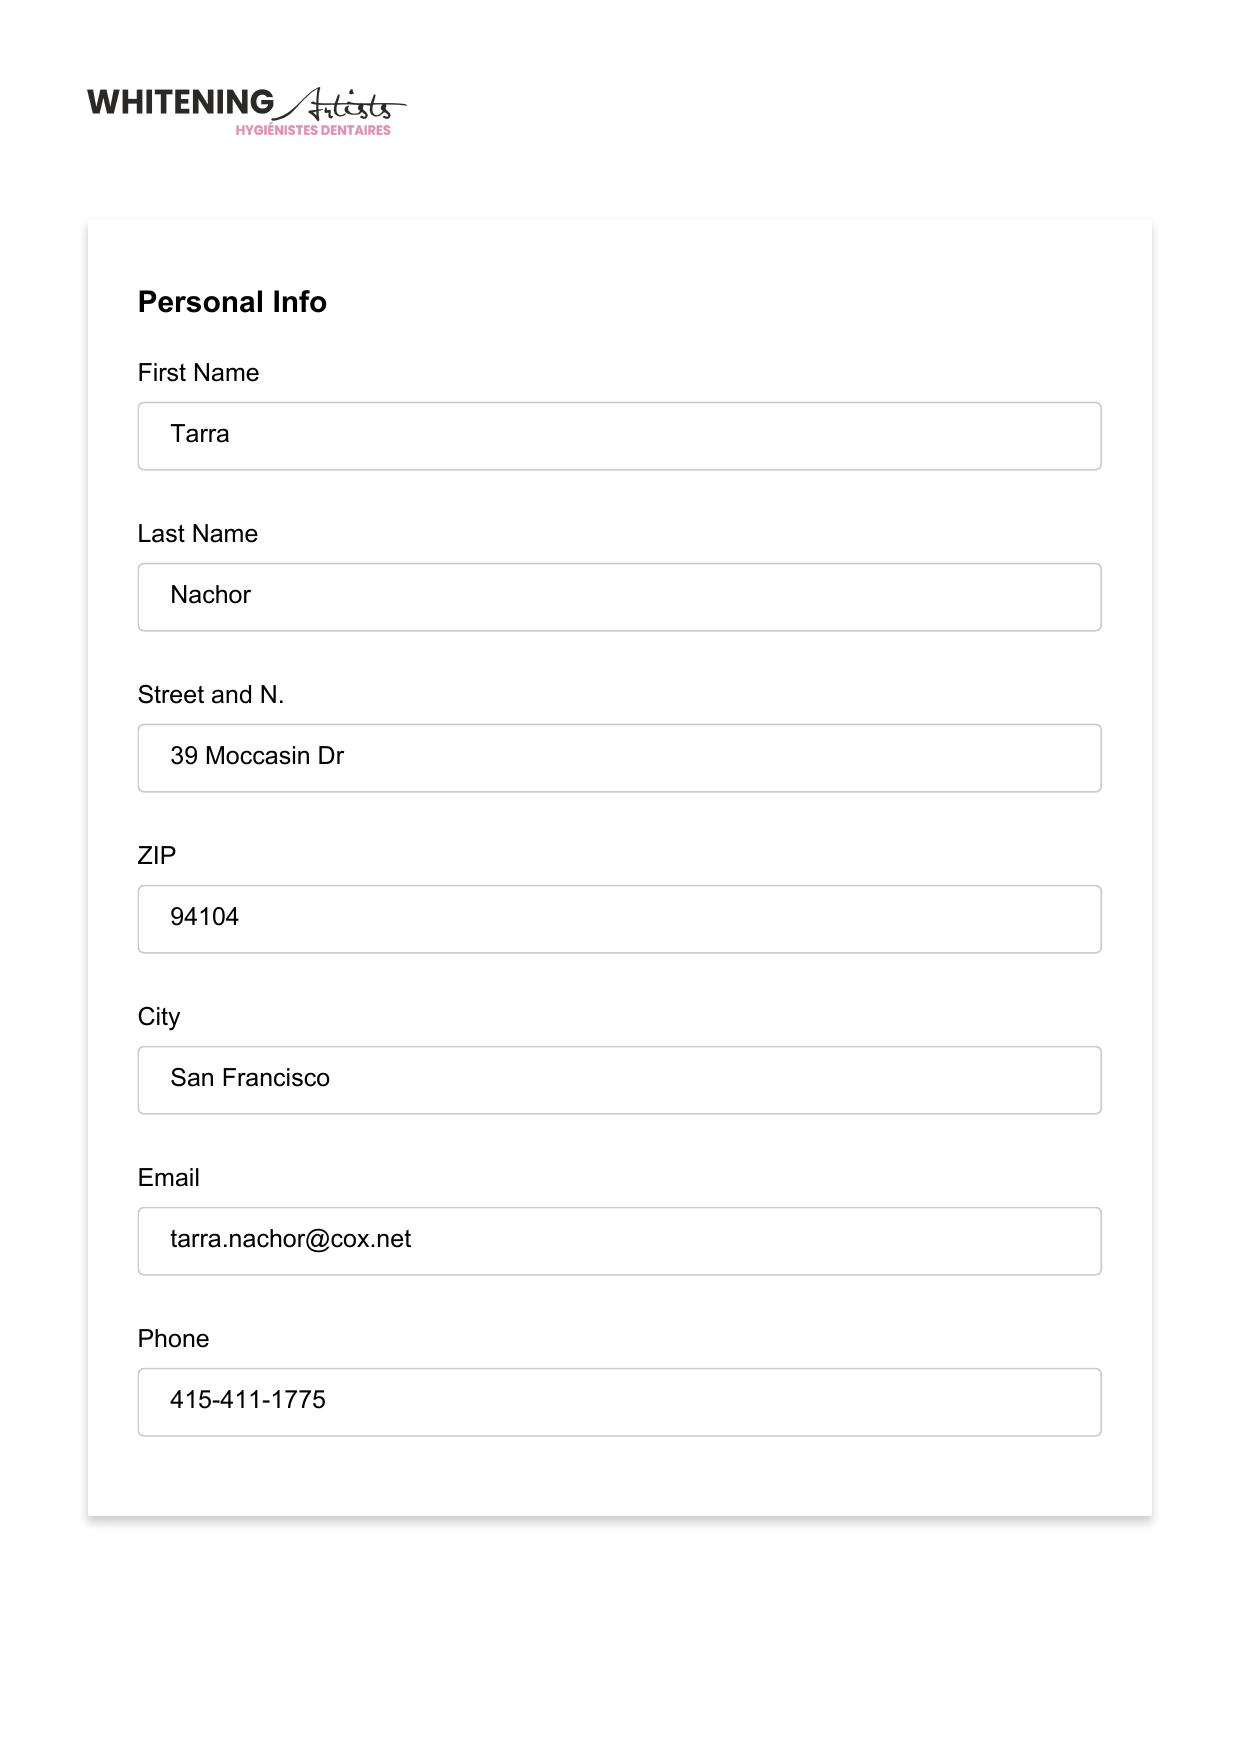 WHITENING Artists
HYGIÉNISTES DENTAIRES
Personal Info
First Name
Tarra
Last Name
Nachor
Street and N.
39 Moccasin Dr
ZIP
94104
City
San Francisco
Email
tarra.nachor@cox.net
Phone
415-411-1775